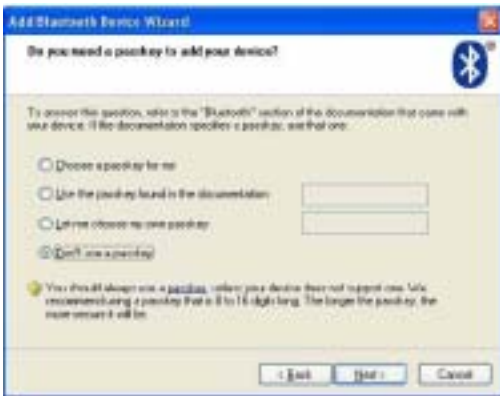 Add Bluetooth Device Wizard
Do you need a passkey to add your device?
To answer this question, refer to the "Bluetooth" section of the documentation that came with
your device. If the documentation specifies a passkey, use that one.
Choose a passkey for me
Use the passkey found in the documentation:
Let me choose my own passkey:
Don't use a passkey
You should always use a passkey, unless your device does not support one. We
recommend using a passkey that is 8 to 16 digits long. The longer the passkey, the
more secure it will be.
< Back
Next >
Cancel